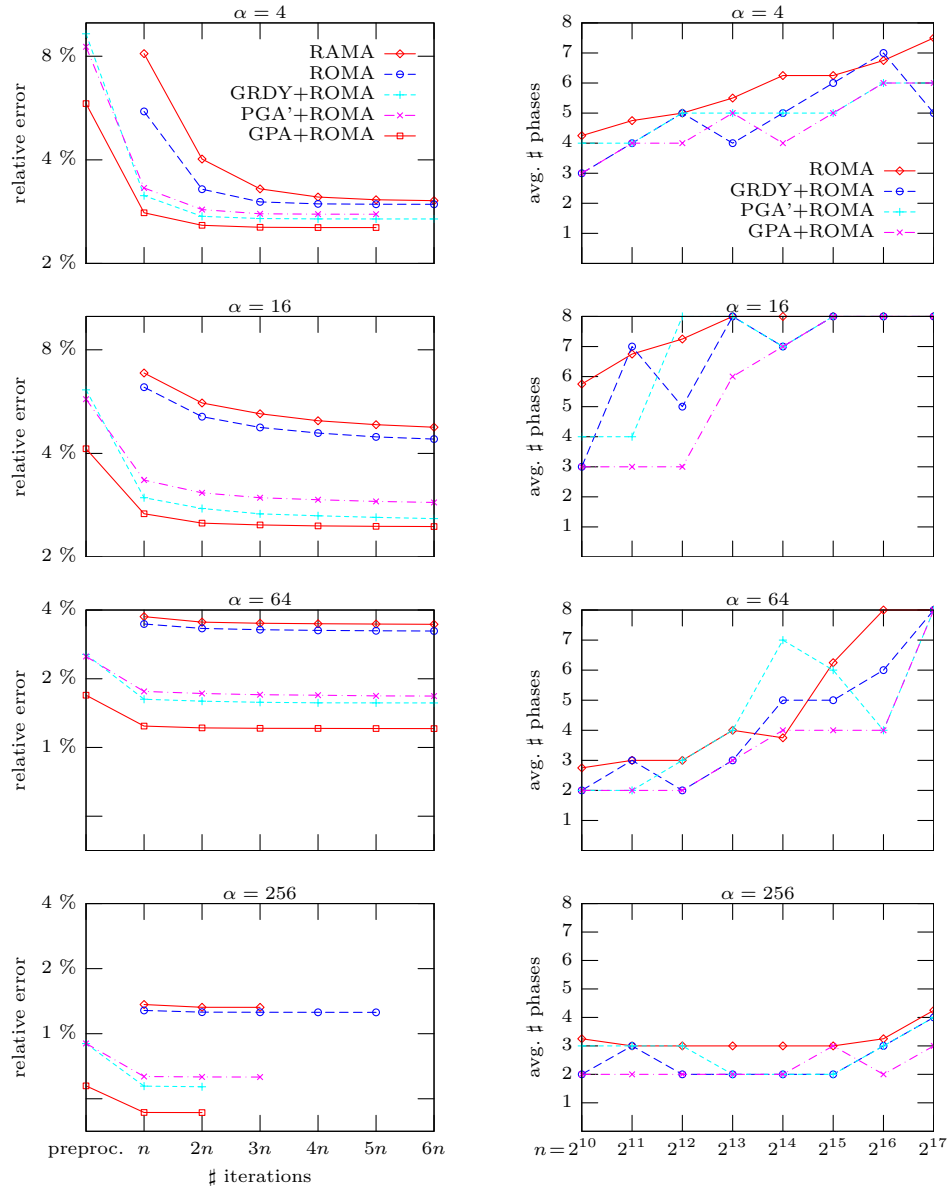 α = 4
8 %
4 %
2 %
relative error
RAMA
ROMA
GRDY+ROMA
PGA'+ROMA
GPA+ROMA
α = 4
8
7
6
5
4
3
2
1
avg. ♯ phases
ROMA
GRDY+ROMA
PGA'+ROMA
GPA+ROMA
α = 16
8 %
4 %
2 %
relative error
α = 16
8
7
6
5
4
3
2
1
avg. ♯ phases
α = 64
4 %
2 %
1 %
relative error
α = 64
8
7
6
5
4
3
2
1
avg. ♯ phases
α = 256
4 %
2 %
1 %
relative error
preproc. n 2n 3n 4n 5n 6n
♯ iterations
α = 256
8
7
6
5
4
3
2
1
avg. ♯ phases
n = 2^10 2^11 2^12 2^13 2^14 2^15 2^16 2^17